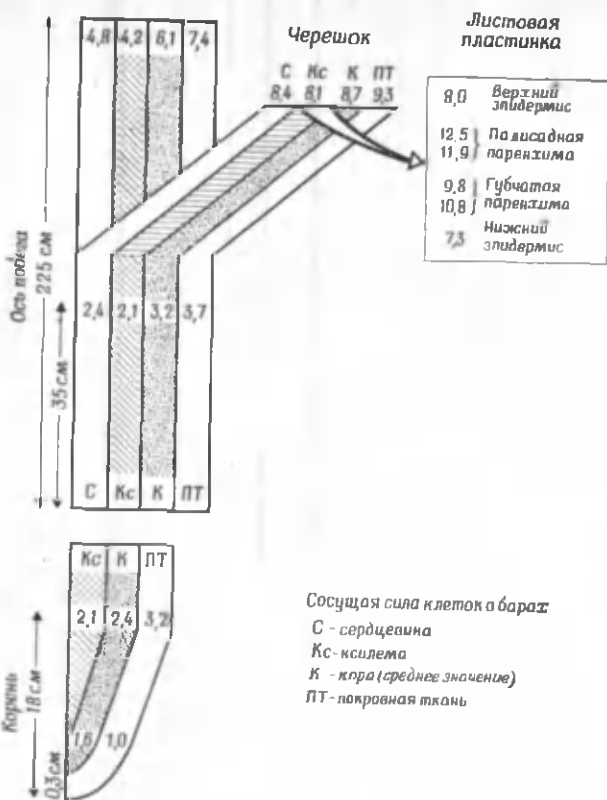 Листовая
пластинка
Черешок
С Кс К ПТ
8,4 8,1 8,7 9,3
4,8 4,2 6,1 7,4
8,0 Верхний
эпидермис
12,5 Палисадная
11,9 паренхима
9,8 Губчатая
10,8 паренхима
7,3 Нижний
эпидермис
Ось побега
225 см
35 см
2,4 2,1 3,2 3,7
С Кс К ПТ
Кс К ПТ
2,1 2,4 3,2
1,6 1,0
Корень
18 см
0,3 см
Сосущая сила клеток в барах
С - сердцевина
Кс - ксилема
К - кора (среднее значение)
ПТ - покровная ткань